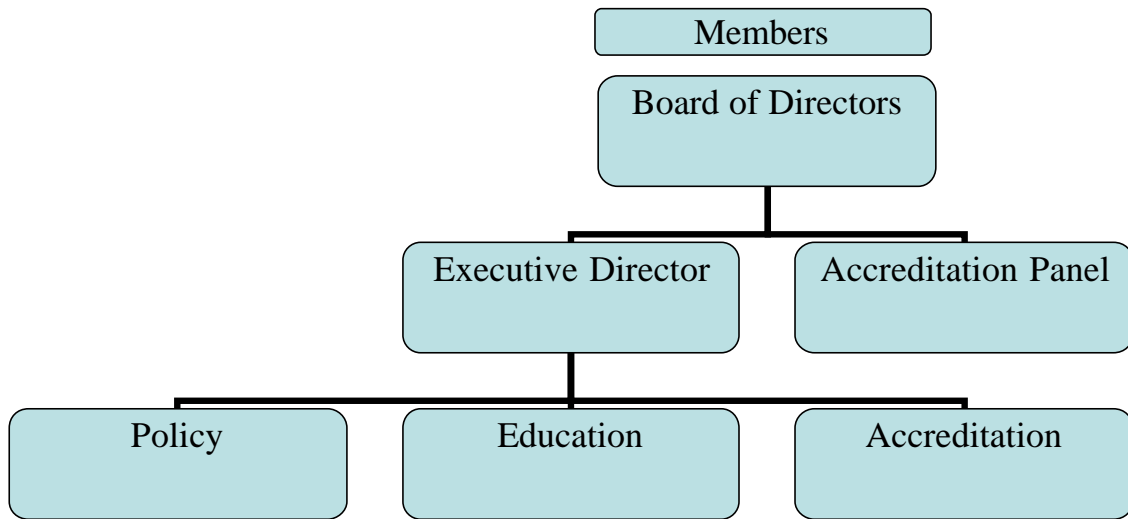 Members
Board of Directors
Executive Director
Accreditation Panel
Policy
Education
Accreditation